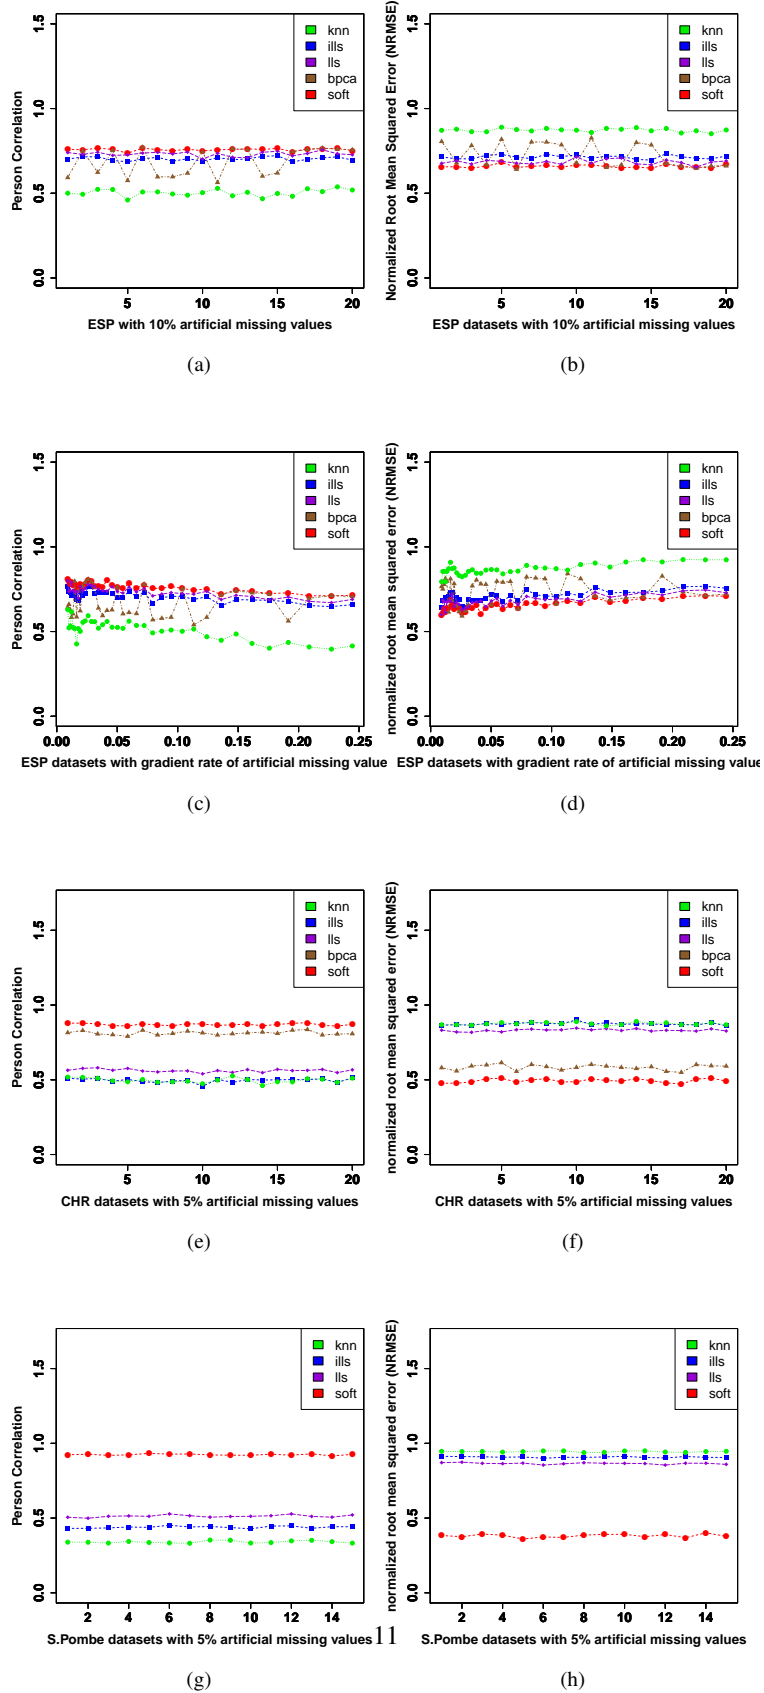 Person Correlation
0.0 0.5 1.0 1.5
knn
ills
lls
bpca
soft
5 10 15 20
ESP with 10% artificial missing values
(a)
Normalized Root Mean Squared Error (NRMSE)
0.0 0.5 1.0 1.5
knn
ills
lls
bpca
soft
5 10 15 20
ESP datasets with 10% artificial missing values
(b)
Person Correlation
0.0 0.5 1.0 1.5
knn
ills
lls
bpca
soft
0.00 0.05 0.10 0.15 0.20 0.25
ESP datasets with gradient rate of artificial missing value
(c)
normalized root mean squared error (NRMSE)
0.0 0.5 1.0 1.5
knn
ills
lls
bpca
soft
0.00 0.05 0.10 0.15 0.20 0.25
ESP datasets with gradient rate of artificial missing value
(d)
Person Correlation
0.0 0.5 1.0 1.5
knn
ills
lls
bpca
soft
5 10 15 20
CHR datasets with 5% artificial missing values
(e)
normalized root mean squared error (NRMSE)
0.0 0.5 1.0 1.5
knn
ills
lls
bpca
soft
5 10 15 20
CHR datasets with 5% artificial missing values
(f)
Person Correlation
0.0 0.5 1.0 1.5
knn
ills
lls
soft
2 4 6 8 10 12 14
S.Pombe datasets with 5% artificial missing values
(g)
normalized root mean squared error (NRMSE)
0.0 0.5 1.0 1.5
knn
ills
lls
soft
2 4 6 8 10 12 14
S.Pombe datasets with 5% artificial missing values
(h)
11